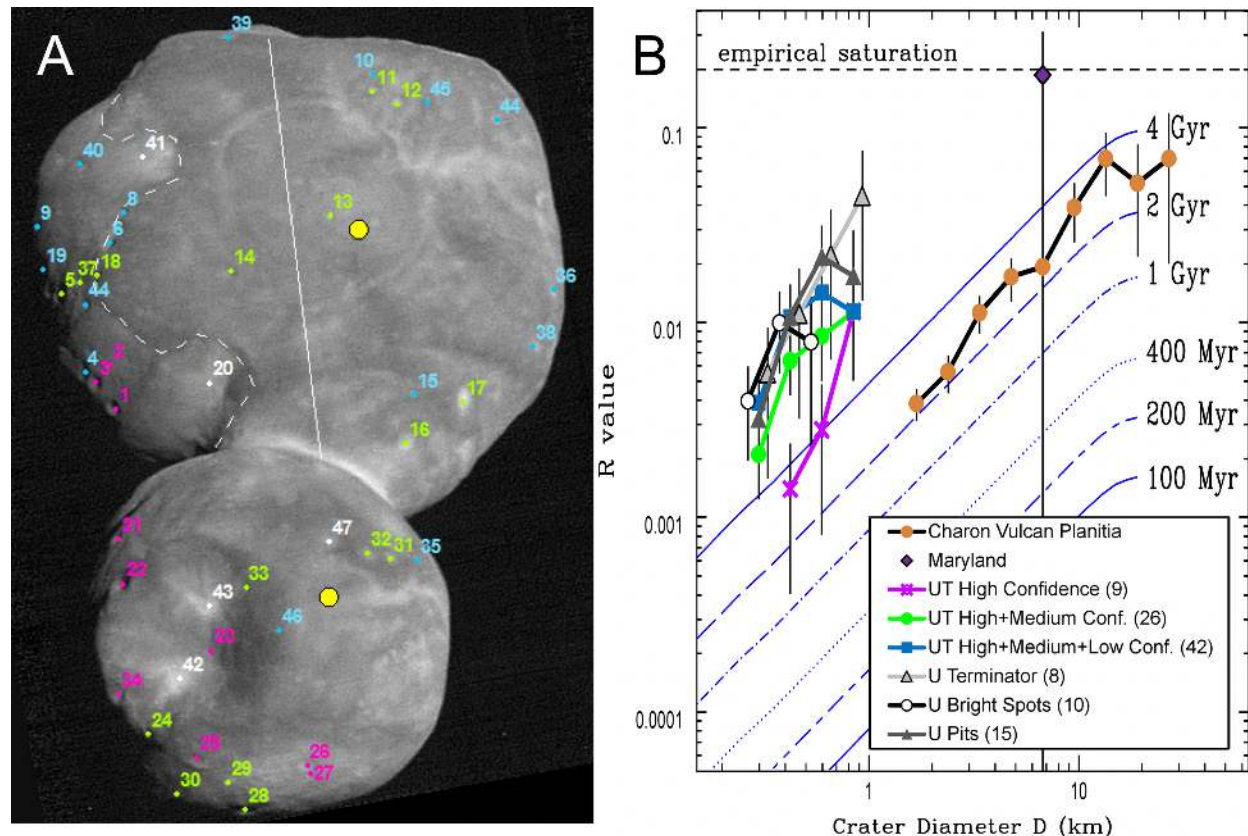 A
39
10
11
12
45
44
41
40
8
9
6
13
19
18
37
5
14
44
36
38
2
4
3
1
20
15
17
16
47
32
31
35
21
22
33
43
46
23
42
34
24
25
26
27
29
30
28
B
empirical saturation
4 Gyr
2 Gyr
1 Gyr
400 Myr
200 Myr
100 Myr
0.1
0.01
0.001
0.0001
R value
Charon Vulcan Planitia
Maryland
UT High Confidence (9)
UT High+Medium Conf. (26)
UT High+Medium+Low Conf. (42)
U Terminator (8)
U Bright Spots (10)
U Pits (15)
1
10
Crater Diameter D (km)